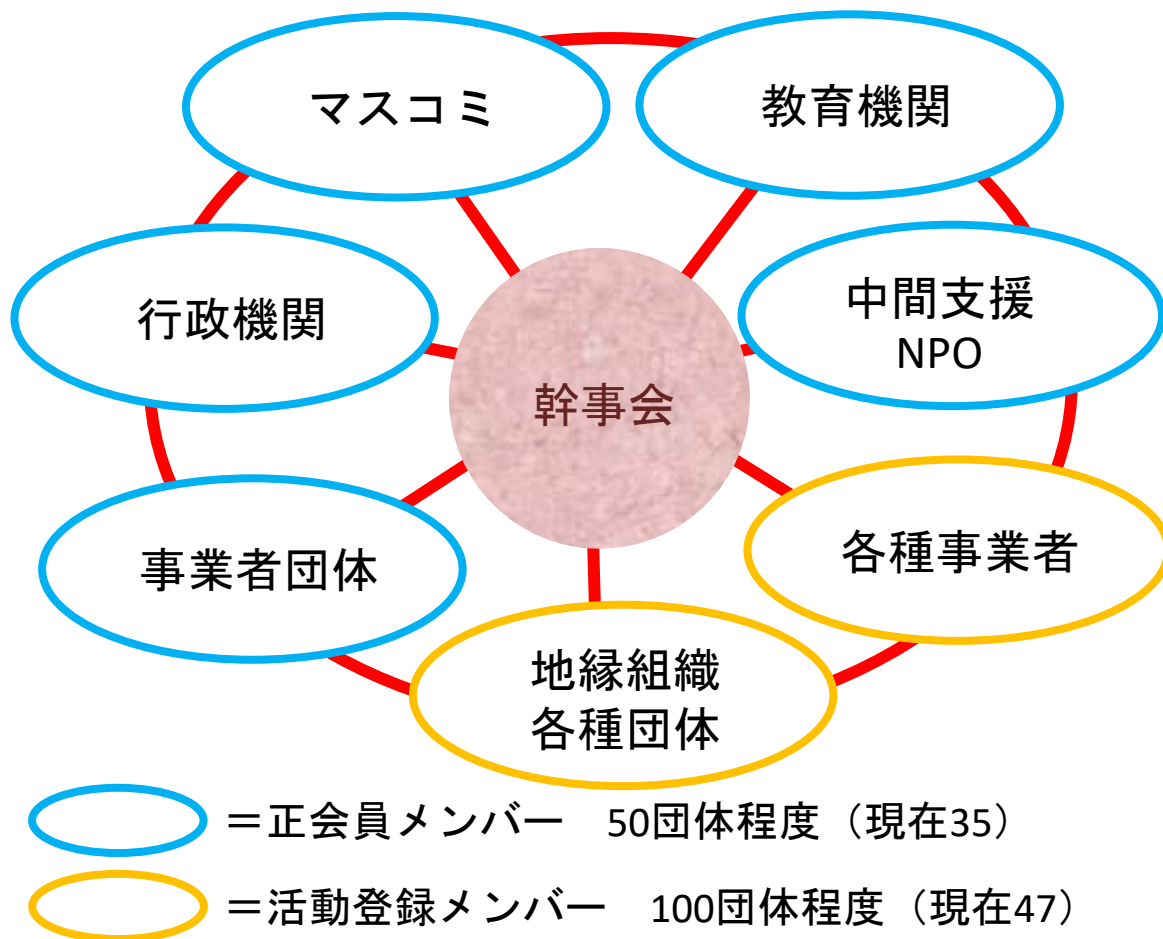 マスコミ
教育機関
行政機関
中間支援
NPO
幹事会
事業者団体
各種事業者
地縁組織
各種団体
＝正会員メンバー　50団体程度（現在35）
＝活動登録メンバー　100団体程度（現在47）